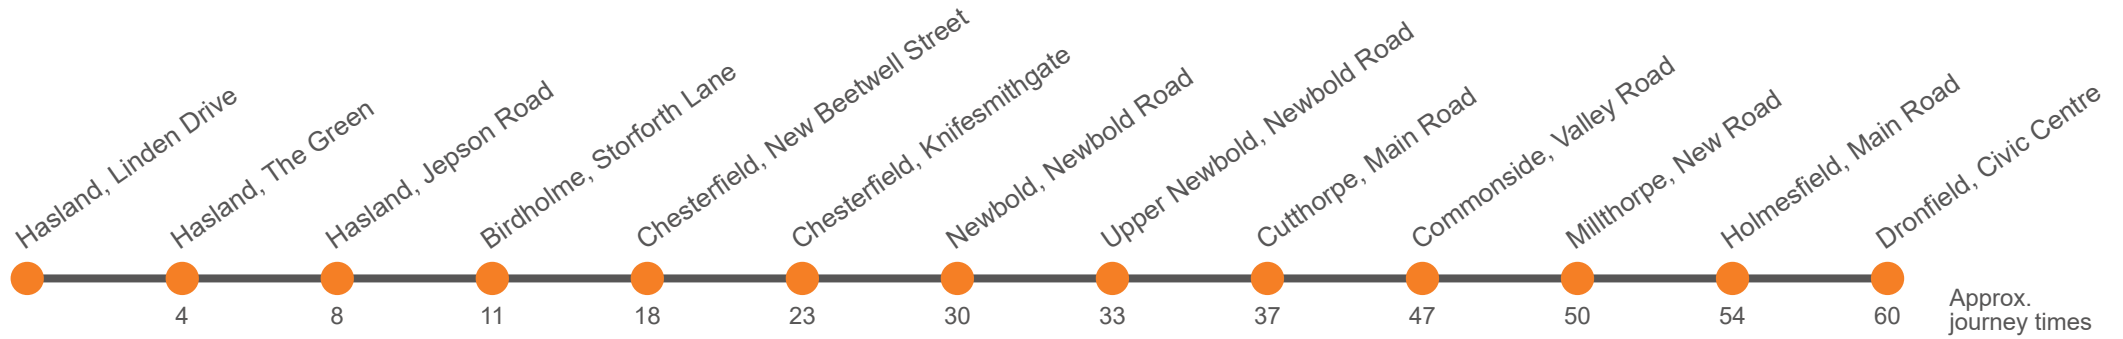 Hasland, Linden Drive
Hasland, The Green
Hasland, Jepson Road
Birdholme, Storforth Lane
Chesterfield, New Beetwell Street
Chesterfield, Knifesmithgate
Newbold, Newbold Road
Upper Newbold, Newbold Road
Cutthorpe, Main Road
Commonside, Valley Road
Millthorpe, New Road
Holmesfield, Main Road
Dronfield, Civic Centre
4 8 11 18 23 30 33 37 47 50 54 60
Approx.
journey times